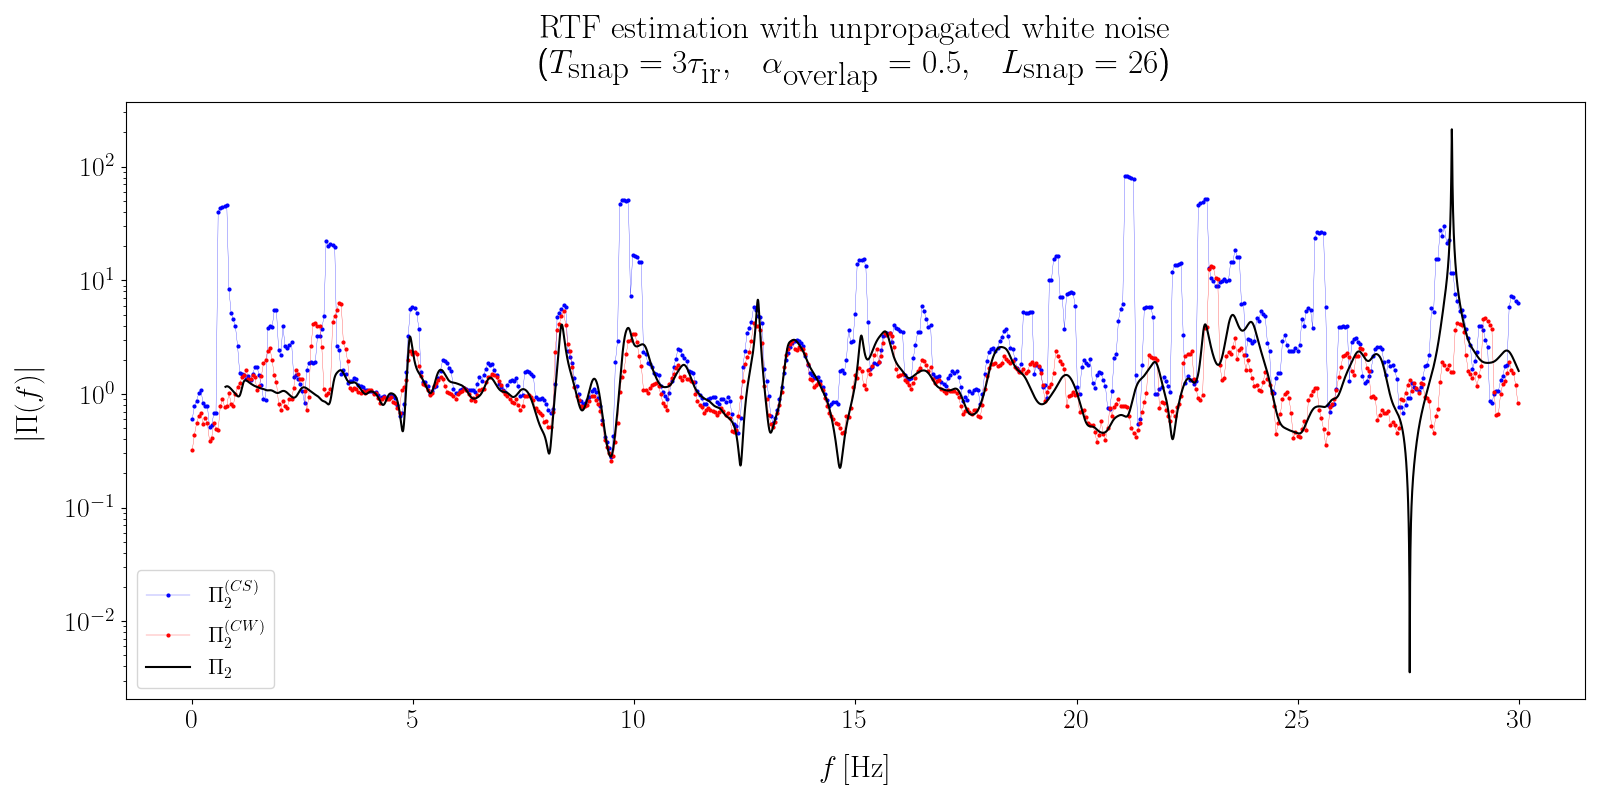 RTF estimation with unpropagated white noise
(T_snap = 3τ_ir,   α_overlap = 0.5,   L_snap = 26)
|Π(f)|
10^2
10^1
10^0
10^−1
10^−2
Π_2^(CS)
Π_2^(CW)
Π_2
0 5 10 15 20 25 30
f [Hz]